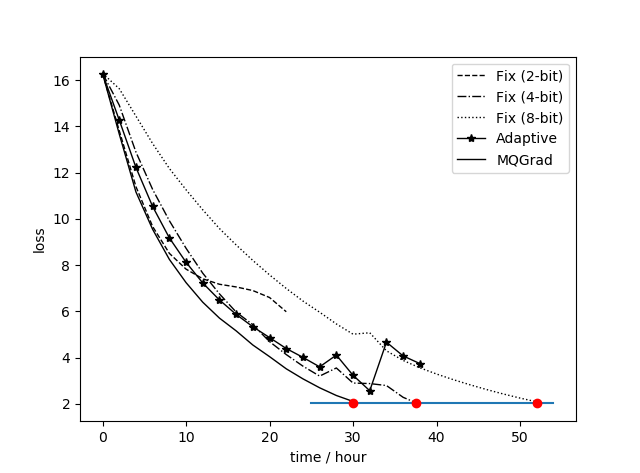 16
14
12
10
8
6
4
2
loss
0
10
20
30
40
50
time / hour
Fix (2-bit)
Fix (4-bit)
Fix (8-bit)
Adaptive
MQGrad